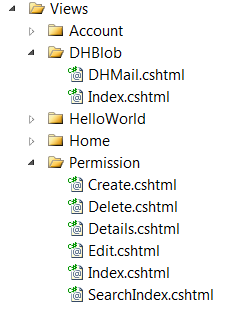 Views
Account
DHBlob
DHMail.cshtml
Index.cshtml
HelloWorld
Home
Permission
Create.cshtml
Delete.cshtml
Details.cshtml
Edit.cshtml
Index.cshtml
SearchIndex.cshtml